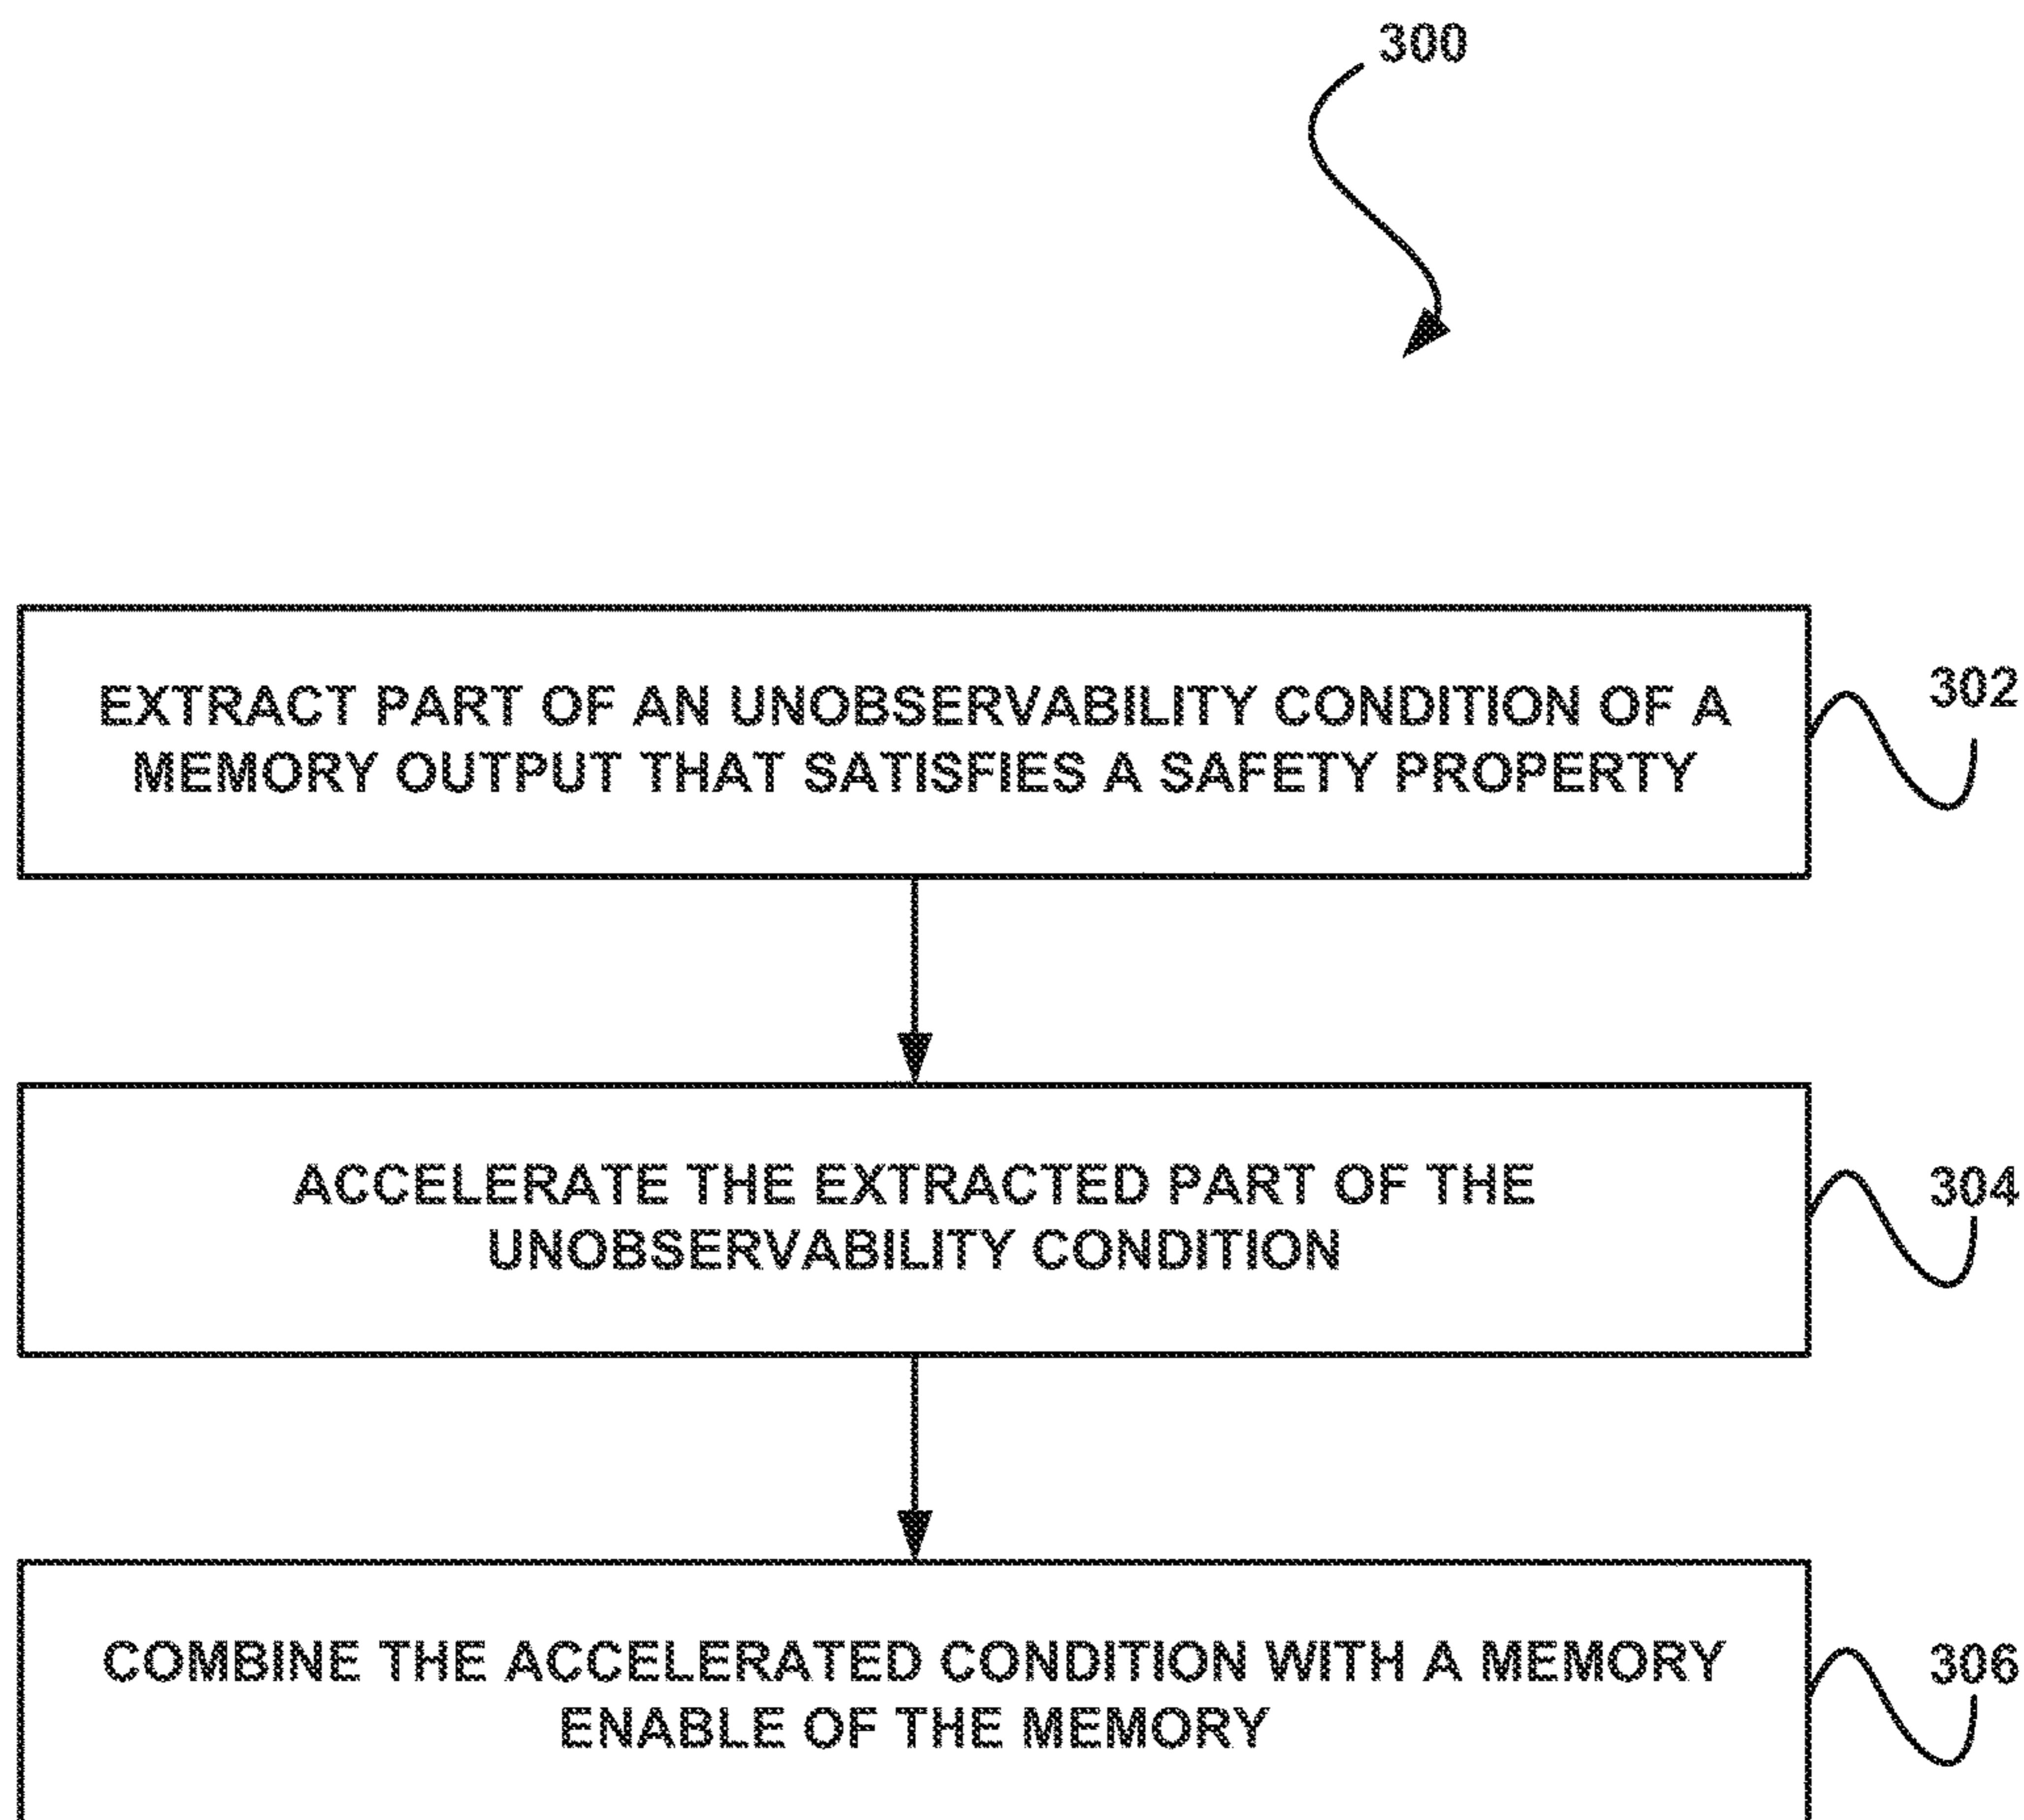 300
EXTRACT PART OF AN UNOBSERVABILITY CONDITION OF A
MEMORY OUTPUT THAT SATISFIES A SAFETY PROPERTY
302
ACCELERATE THE EXTRACTED PART OF THE
UNOBSERVABILITY CONDITION
304
COMBINE THE ACCELERATED CONDITION WITH A MEMORY
ENABLE OF THE MEMORY
306